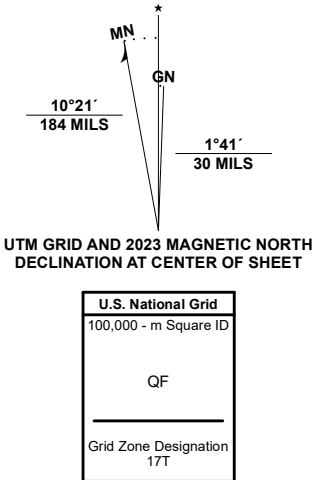 ★
MN
GN
10°21´
184 MILS
1°41´
30 MILS
UTM GRID AND 2023 MAGNETIC NORTH
DECLINATION AT CENTER OF SHEET
U.S. National Grid
100,000 - m Square ID
QF
Grid Zone Designation
17T